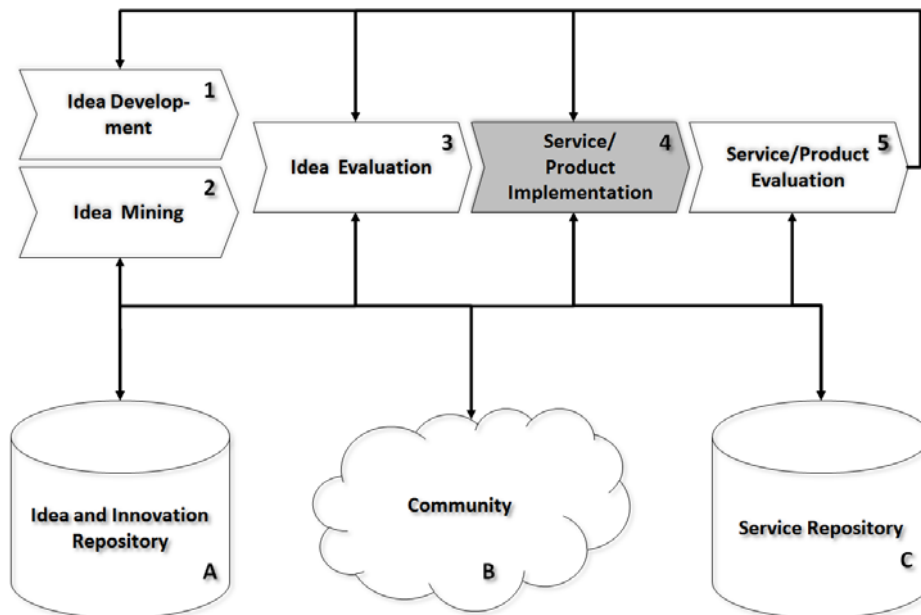 1
Idea Develop-
ment
2
Idea Mining
3
Idea Evaluation
4
Service/
Product
Implementation
5
Service/Product
Evaluation
Idea and Innovation
Repository
A
Community
B
Service Repository
C